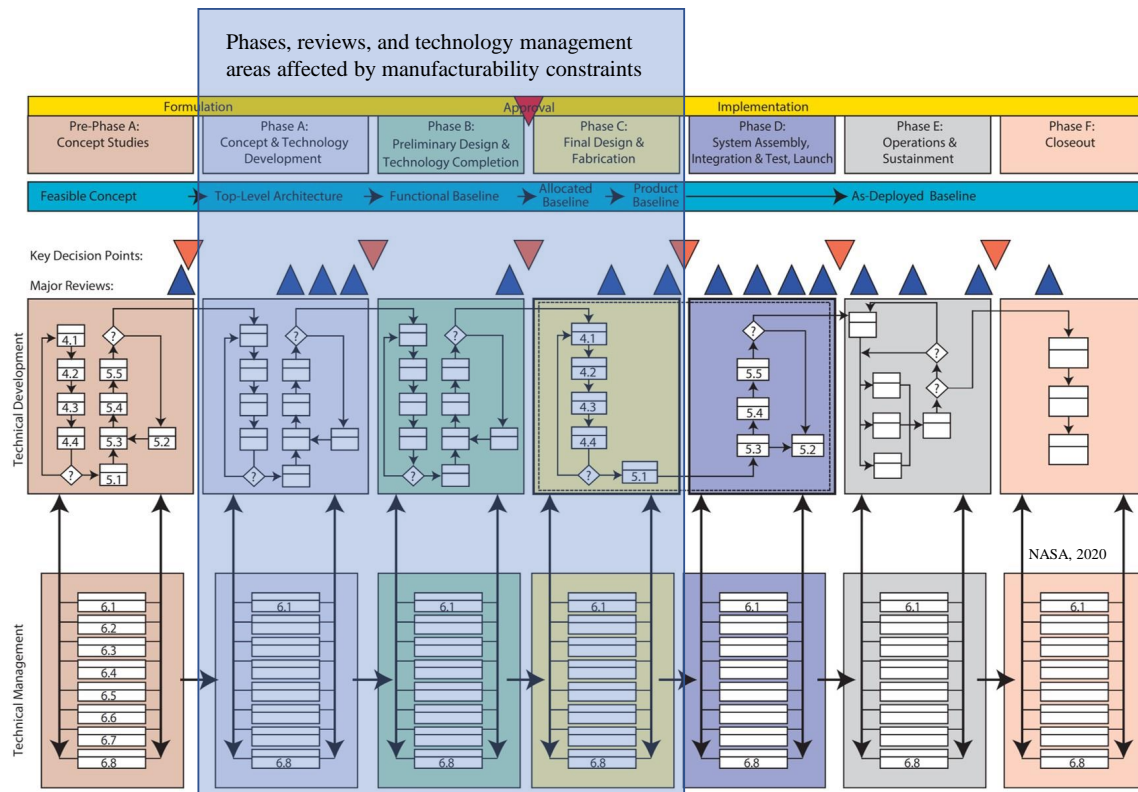 Phases, reviews, and technology management
areas affected by manufacturability constraints
Formulation
Approval
Implementation
Pre-Phase A:
Concept Studies
Phase A:
Concept & Technology
Development
Phase B:
Preliminary Design &
Technology Completion
Phase C:
Final Design &
Fabrication
Phase D:
System Assembly,
Integration & Test, Launch
Phase E:
Operations &
Sustainment
Phase F:
Closeout
Feasible Concept
Top-Level Architecture
Functional Baseline
Allocated
Baseline
Product
Baseline
As-Deployed Baseline
Key Decision Points:
Major Reviews:
Technical Development
4.1
4.2
4.3
4.4
?
?
5.5
5.4
5.3
5.1
5.2
?
?
?
?
4.1
4.2
4.3
4.4
?
5.1
?
5.5
5.4
5.3
5.2
?
?
?
NASA, 2020
Technical Management
6.1
6.2
6.3
6.4
6.5
6.6
6.7
6.8
6.1
6.8
6.1
6.8
6.1
6.8
6.1
6.8
6.1
6.8
6.1
6.8